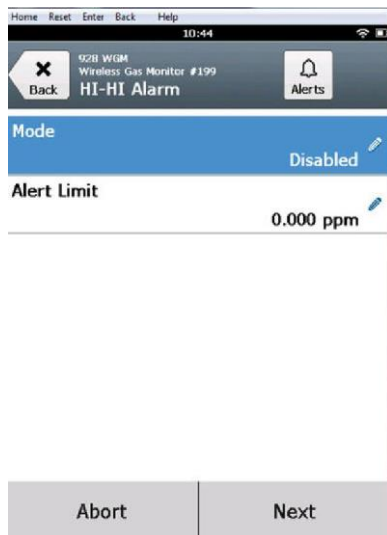 Home Reset Enter Back Help
10:44
928 WGM
Wireless Gas Monitor #199
HI-HI Alarm
Back
Alerts
Mode
Disabled
Alert Limit
0.000 ppm
Abort
Next